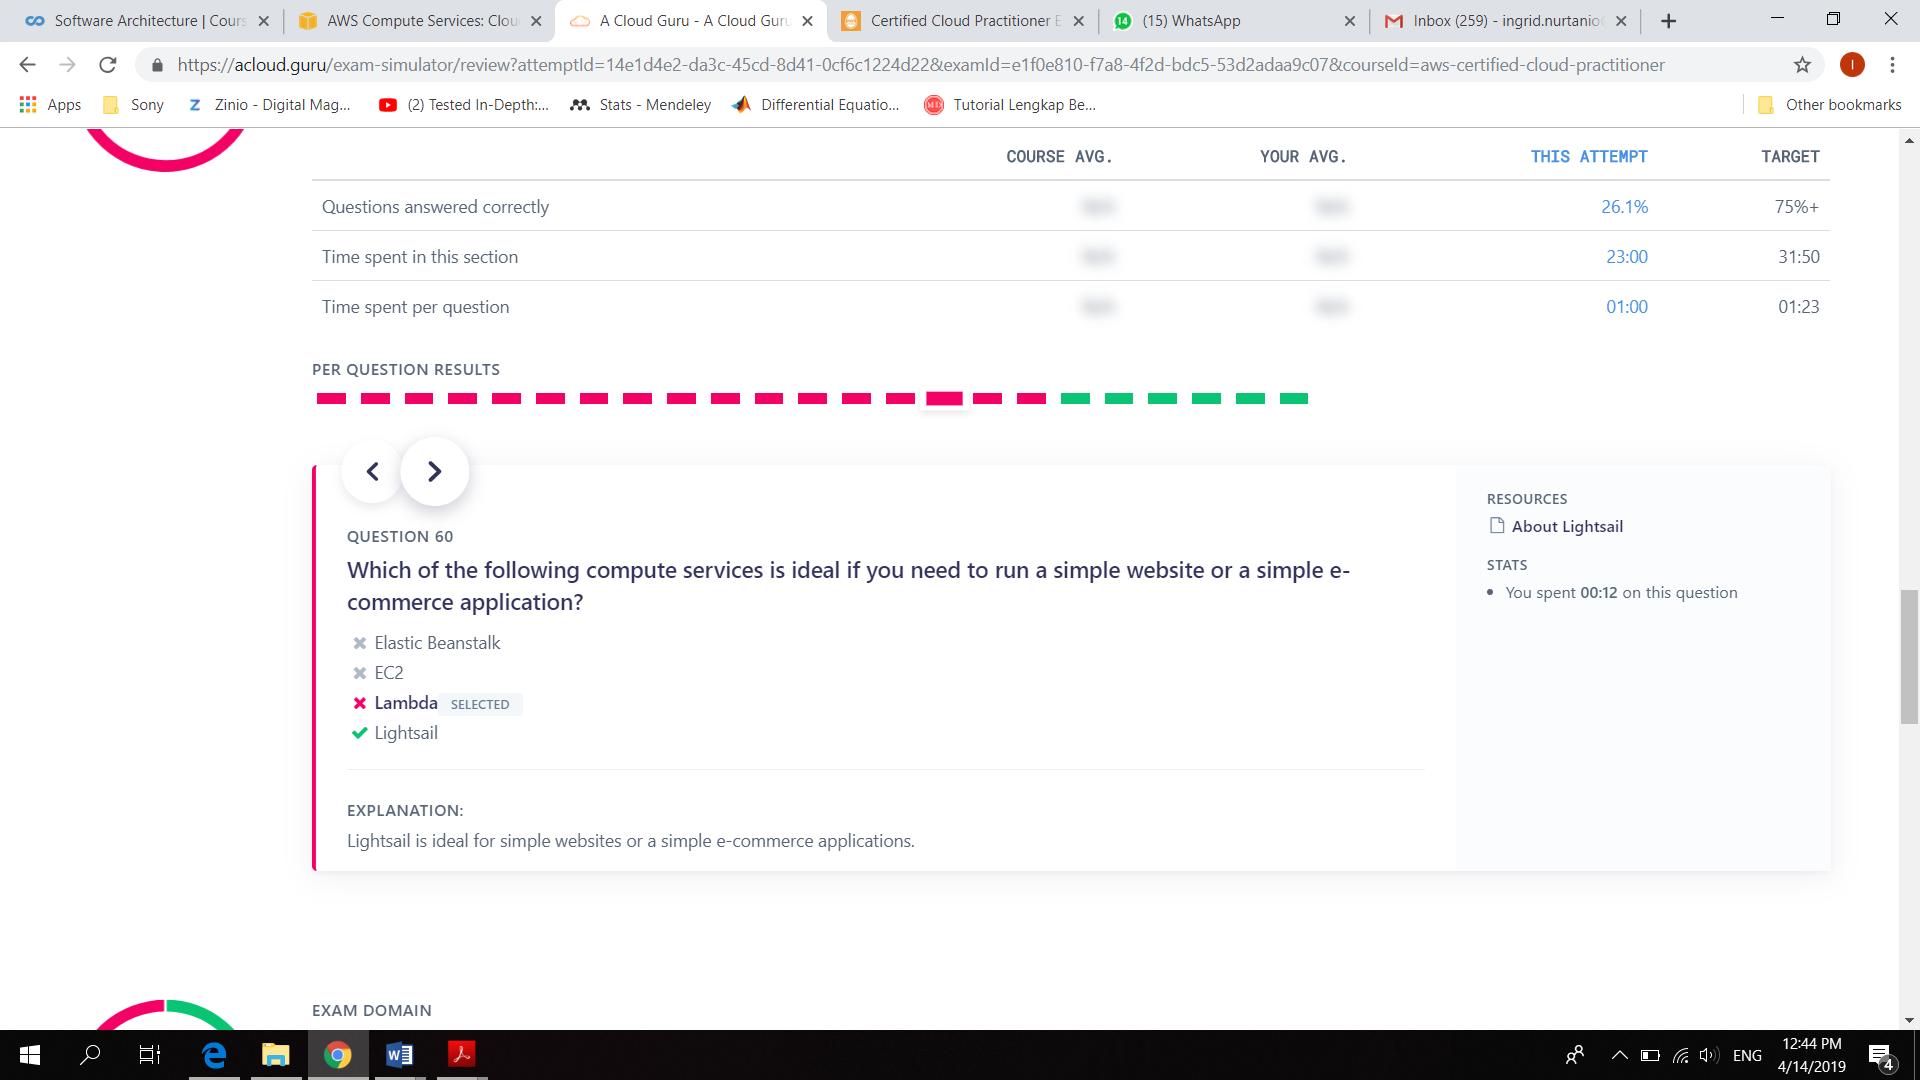 Software Architecture | Cours
AWS Compute Services: Clou
A Cloud Guru - A Cloud Guru
Certified Cloud Practitioner E
(15) WhatsApp
Inbox (259) - ingrid.nurtanio
https://acloud.guru/exam-simulator/review?attemptId=14e1d4e2-da3c-45cd-8d41-0cf6c1224d22&examId=e1f0e810-f7a8-4f2d-bdc5-53d2adaa9c07&courseId=aws-certified-cloud-practitioner
I
Apps
Sony
Zinio - Digital Mag...
(2) Tested In-Depth:...
Stats - Mendeley
Differential Equatio...
Tutorial Lengkap Be...
Other bookmarks
COURSE AVG. YOUR AVG. THIS ATTEMPT TARGET
Questions answered correctly 26.1% 75%+
Time spent in this section 23:00 31:50
Time spent per question 01:00 01:23
PER QUESTION RESULTS
QUESTION 60
Which of the following compute services is ideal if you need to run a simple website or a simple e-
commerce application?
Elastic Beanstalk
EC2
Lambda SELECTED
Lightsail
EXPLANATION:
Lightsail is ideal for simple websites or a simple e-commerce applications.
RESOURCES
About Lightsail
STATS
You spent 00:12 on this question
EXAM DOMAIN
ENG
12:44 PM
4/14/2019
4